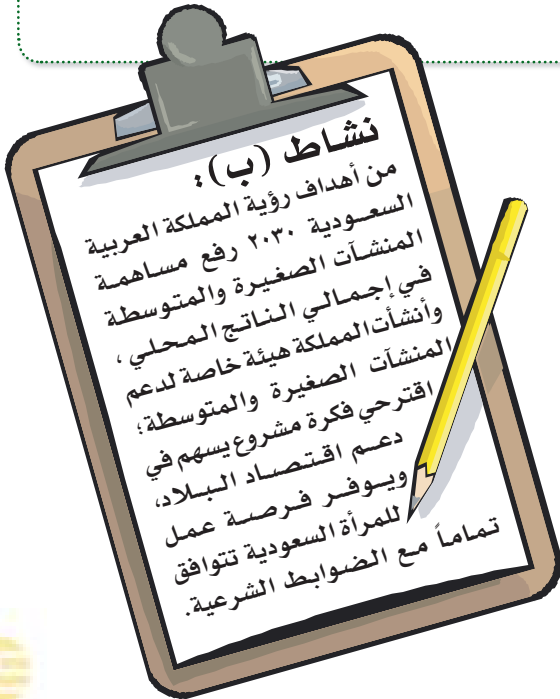 نشاط (ب):
من أهداف رؤية المملكة العربية
السعودية ٢٠٣٠ رفع مساهمة
المنشآت الصغيرة والمتوسطة
في إجمالي الناتج المحلي ،
وأنشأت المملكة هيئة خاصة لدعم
المنشآت الصغيرة والمتوسطة؛
اقترحي فكرة مشروع يسهم في
دعم اقتصاد البلاد،
ويوفر فرصة عمل
للمرأة السعودية تتوافق
تماماً مع الضوابط الشرعية.